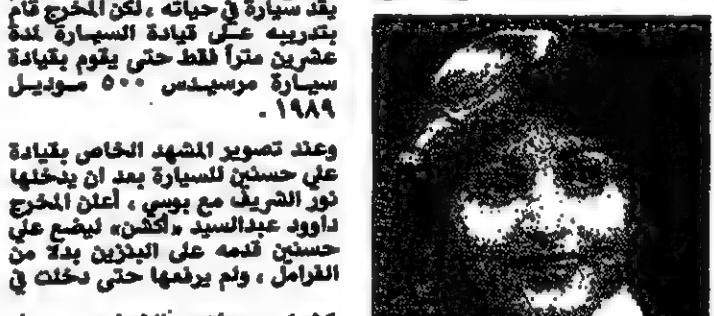 يقد سيارة في حياته ، لكن المخرج قام
بتدريبه على قيادة السيارة لمدة
عشرين متراً فقط حتى يقوم بقيادة
سيارة مرسيدس ٥٠٠ موديل
١٩٨٩ .
وعند تصوير المشهد الخاص بقيادة
علي حسنين للسيارة بعد ان يدخلها
نور الشريف مع بوسي ، أعلن المخرج
داوود عبدالسيد «أكشن» ليضع علي
حسنين قدمه على البنزين بدلا من
الفرامل ، ولم يرفعها حتى دخلت في